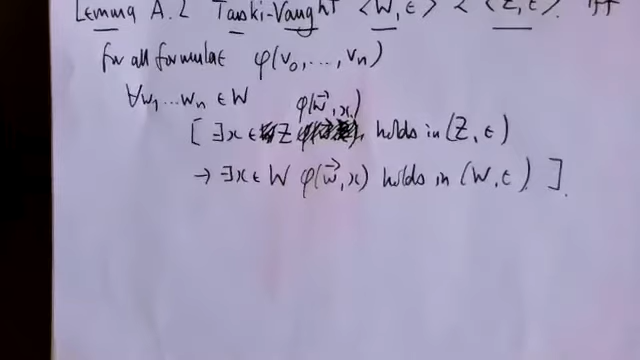 Lemma A.2 Tarski-Vaught <W,∈> ≺ <Z,∈>. Iff
for all formulae φ(v₀,...,vₙ)
∀w₁...wₙ ∈ W φ(w⃗,x)
[ ∃x ∈ Z holds in (Z,∈)
→ ∃x ∈ W φ(w⃗,x) holds in (W,∈) ].